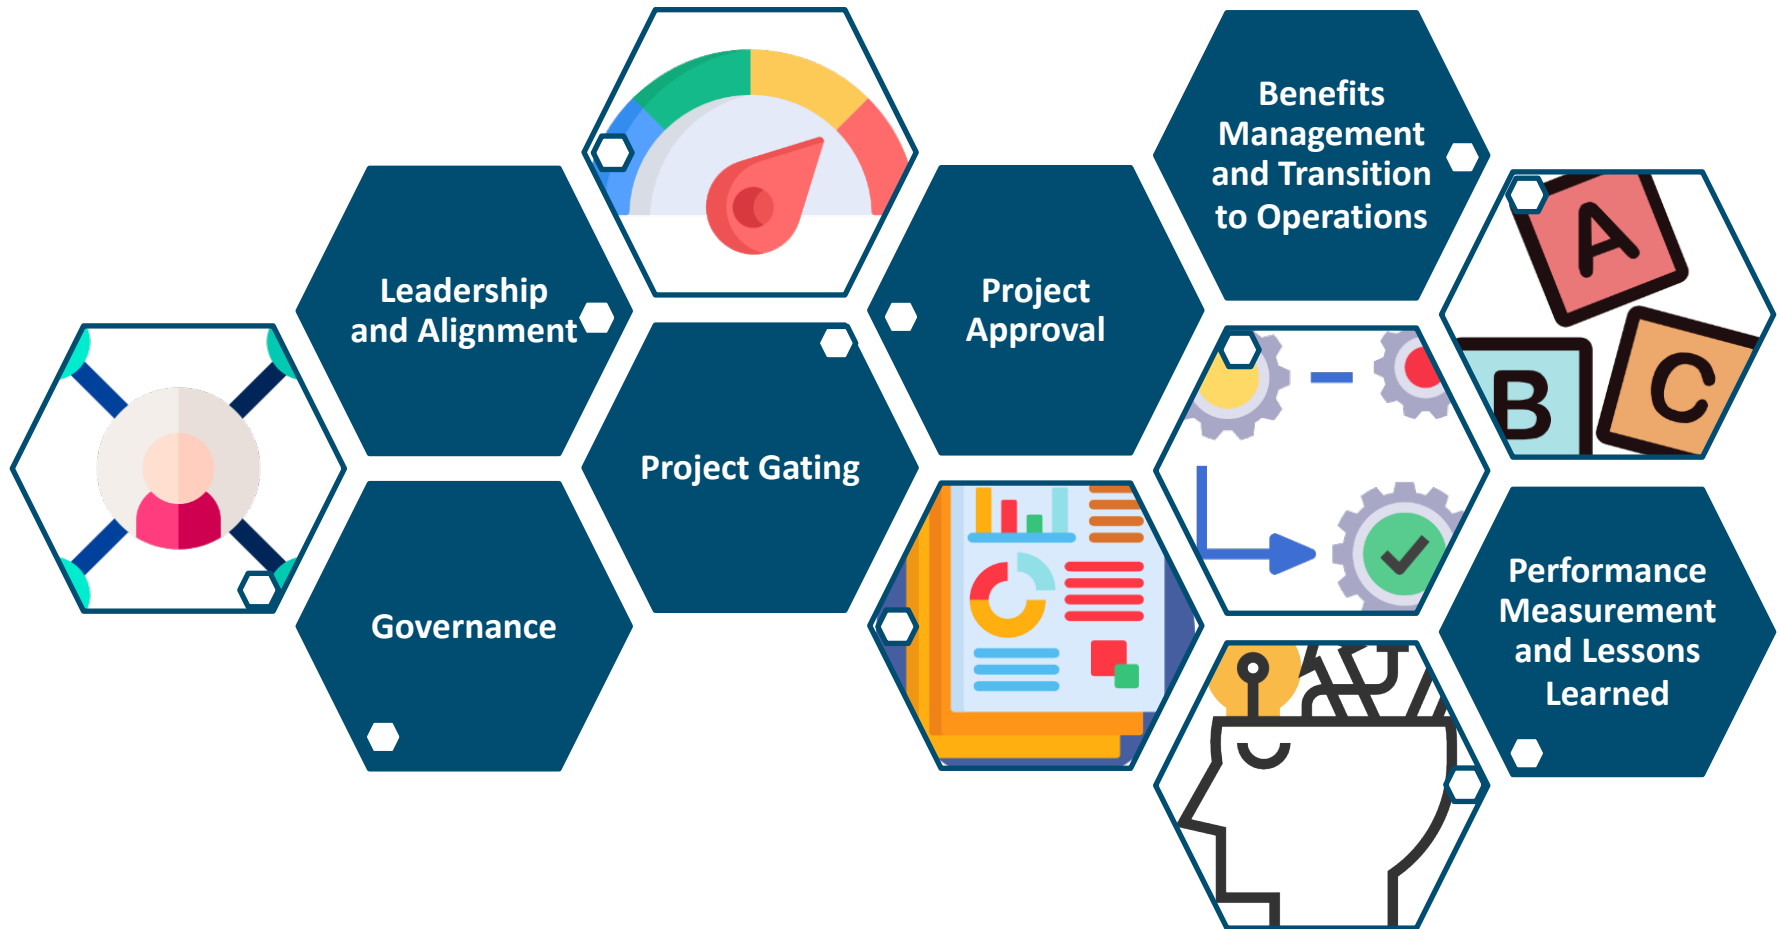 Leadership
and Alignment
Governance
Project Gating
Project
Approval
Benefits
Management
and Transition
to Operations
A
B
C
Performance
Measurement
and Lessons
Learned